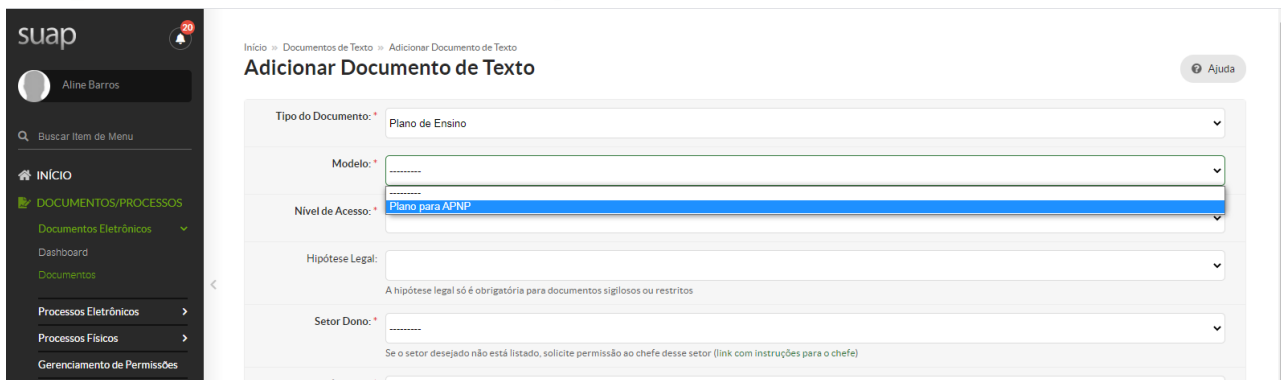 suap
20
Aline Barros
Buscar Item de Menu
INÍCIO
DOCUMENTOS/PROCESSOS
Documentos Eletrônicos
Dashboard
Documentos
Processos Eletrônicos
Processos Físicos
Gerenciamento de Permissões
Início » Documentos de Texto » Adicionar Documento de Texto
Adicionar Documento de Texto
Ajuda
Tipo do Documento: * Plano de Ensino
Modelo: * ---------
---------
Plano para APNP
Nível de Acesso: *
Hipótese Legal:
A hipótese legal só é obrigatória para documentos sigilosos ou restritos
Setor Dono: * ---------
Se o setor desejado não está listado, solicite permissão ao chefe desse setor (link com instruções para o chefe)